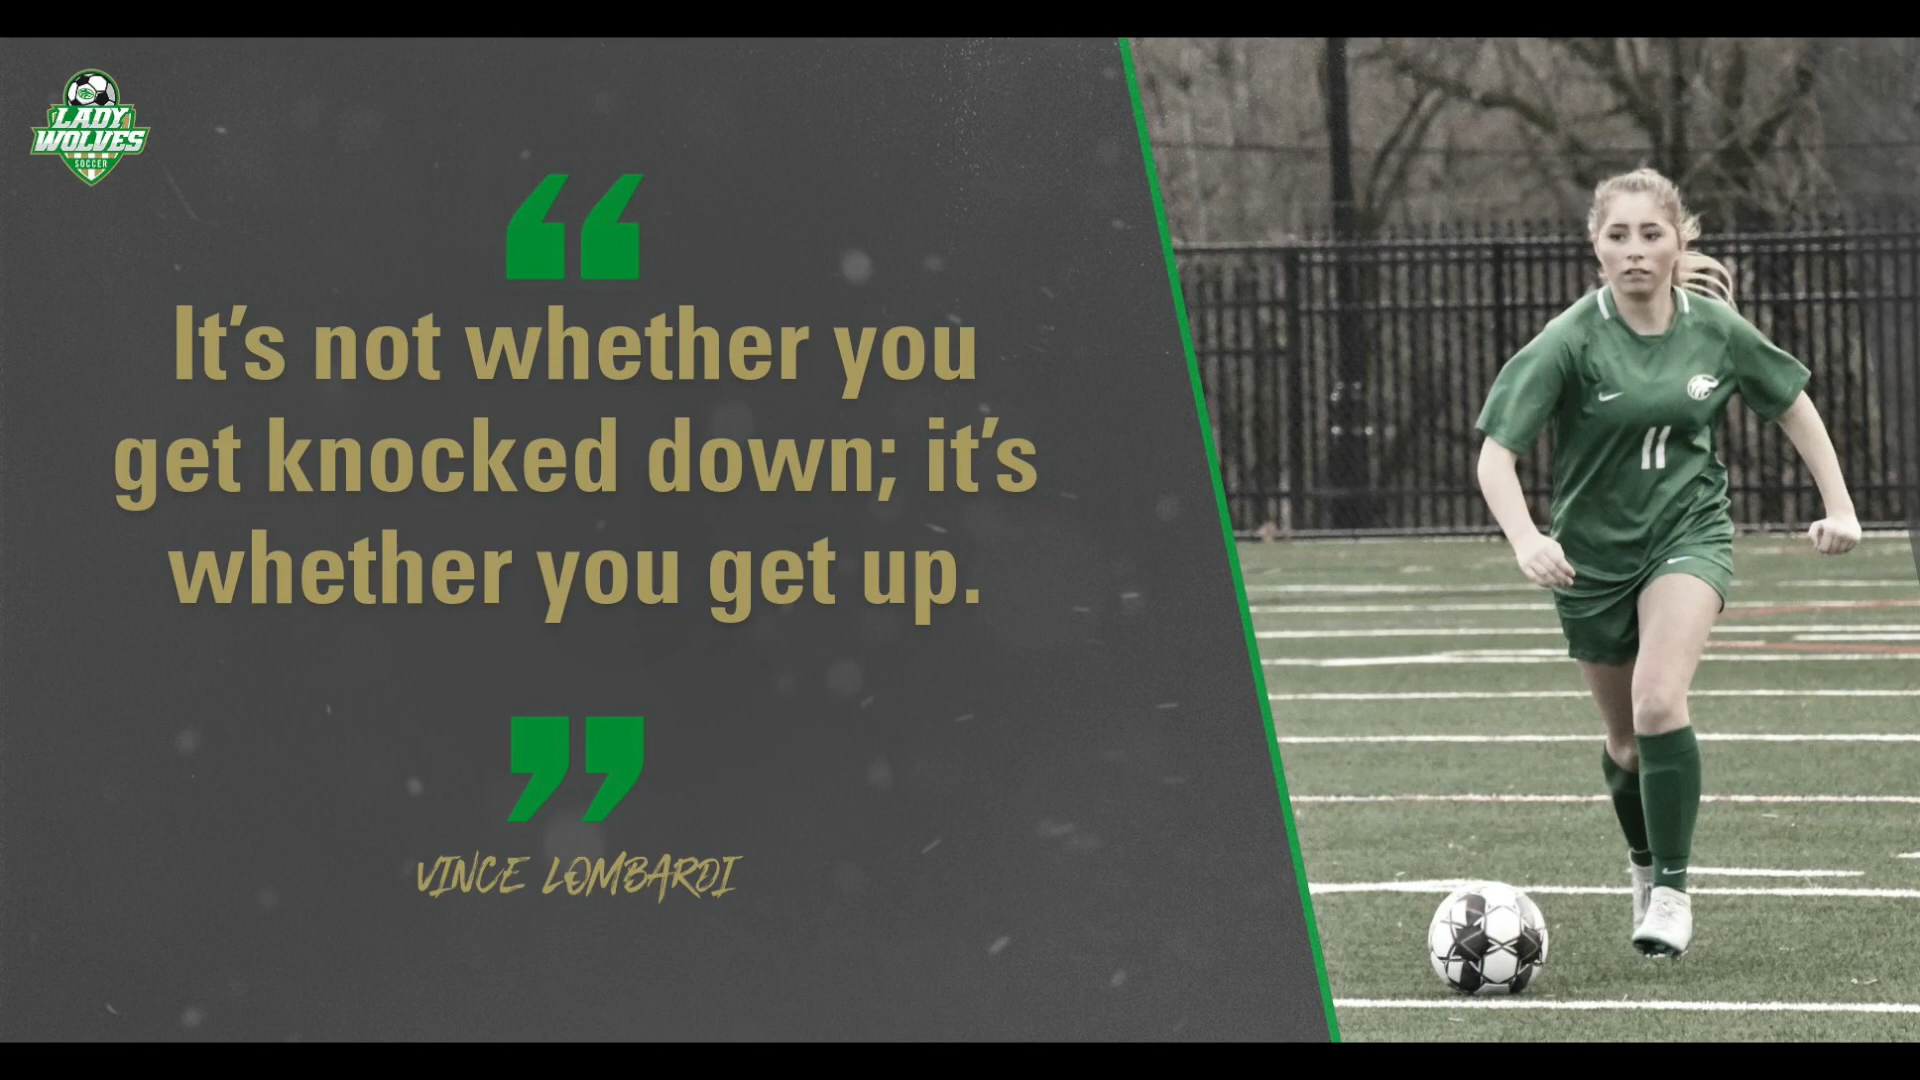 LADY
WOLVES
SOCCER
“
It’s not whether you
get knocked down; it’s
whether you get up.
”
VINCE LOMBARDI
11